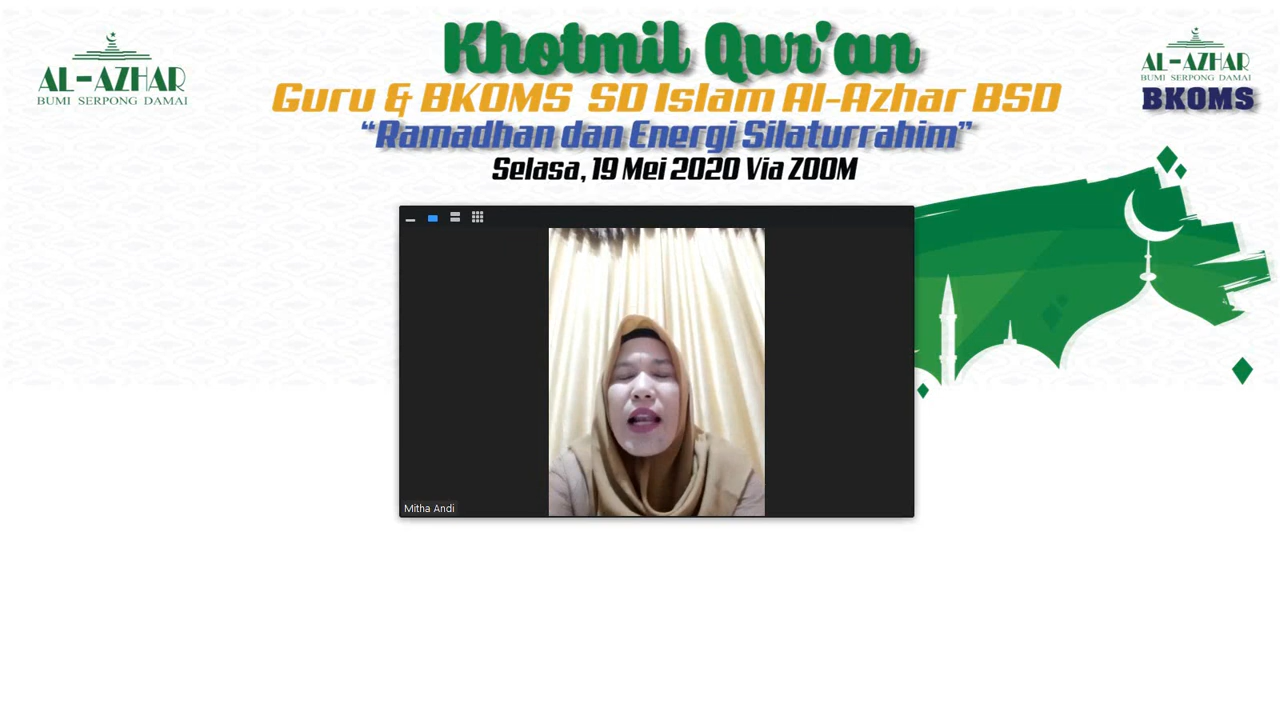 AL-AZHAR
BUMI SERPONG DAMAI
Khotmil Qur'an
Guru & BKOMS SD Islam Al-Azhar BSD
“Ramadhan dan Energi Silaturrahim”
Selasa, 19 Mei 2020 Via ZOOM
AL-AZHAR
BUMI SERPONG DAMAI
BKOMS
Mitha Andi